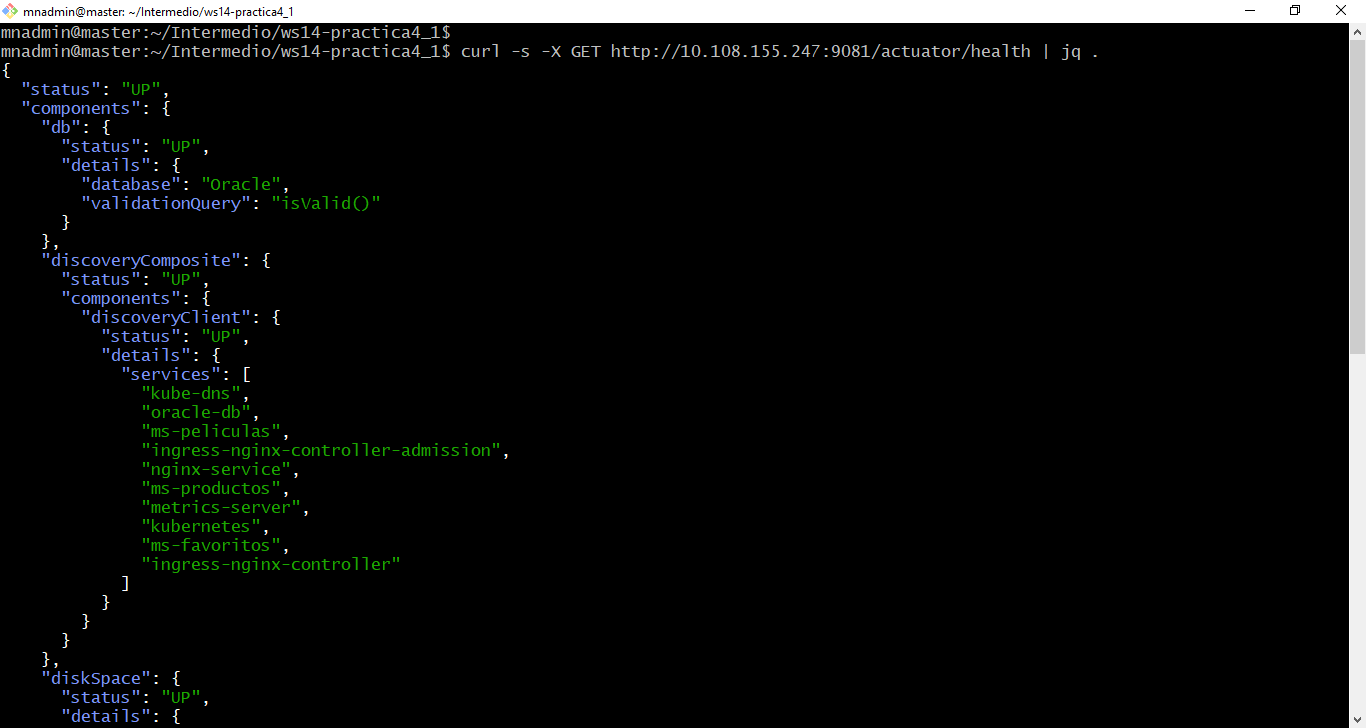 mnadmin@master: ~/Intermedio/ws14-practica4_1
mnadmin@master:~/Intermedio/ws14-practica4_1$
mnadmin@master:~/Intermedio/ws14-practica4_1$ curl -s -X GET http://10.108.155.247:9081/actuator/health | jq .
{
  "status": "UP",
  "components": {
    "db": {
      "status": "UP",
      "details": {
        "database": "Oracle",
        "validationQuery": "isValid()"
      }
    },
    "discoveryComposite": {
      "status": "UP",
      "components": {
        "discoveryClient": {
          "status": "UP",
          "details": {
            "services": [
              "kube-dns",
              "oracle-db",
              "ms-peliculas",
              "ingress-nginx-controller-admission",
              "nginx-service",
              "ms-productos",
              "metrics-server",
              "kubernetes",
              "ms-favoritos",
              "ingress-nginx-controller"
            ]
          }
        }
      }
    },
    "diskSpace": {
      "status": "UP",
      "details": {